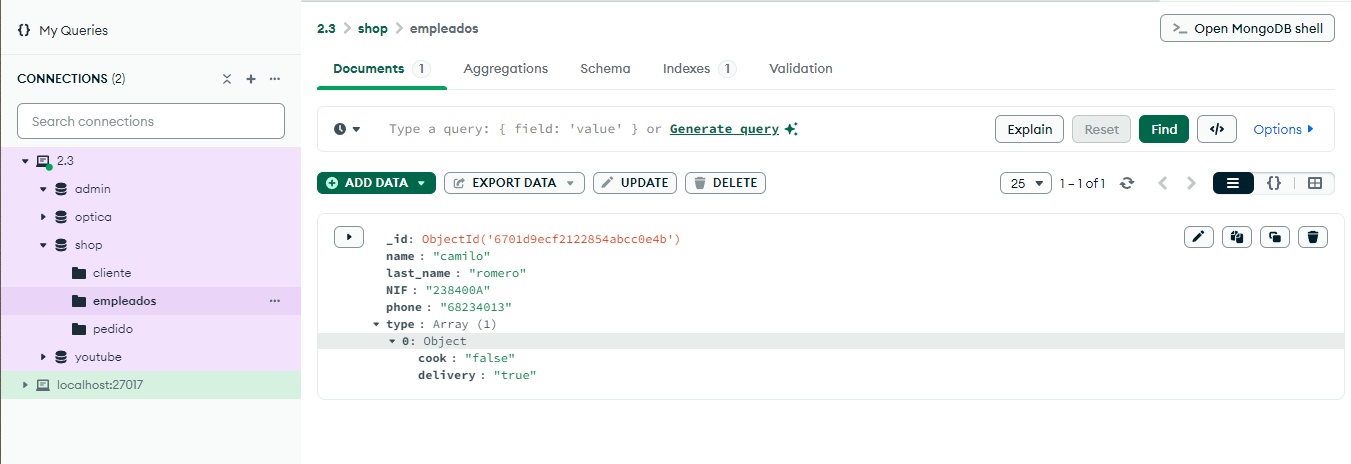 {} My Queries
CONNECTIONS (2)
Search connections
2.3
admin
optica
shop
cliente
empleados
pedido
youtube
localhost:27017
2.3 > shop > empleados
>_ Open MongoDB shell
Documents 1 Aggregations Schema Indexes 1 Validation
Type a query: { field: 'value' } or Generate query
Explain Reset Find </> Options
ADD DATA EXPORT DATA UPDATE DELETE
25 1 – 1 of 1 {}
_id: ObjectId('6701d9ecf2122854abcc0e4b')
name : "camilo"
last_name : "romero"
NIF : "238400A"
phone : "68234013"
type : Array (1)
0: Object
cook : "false"
delivery : "true"